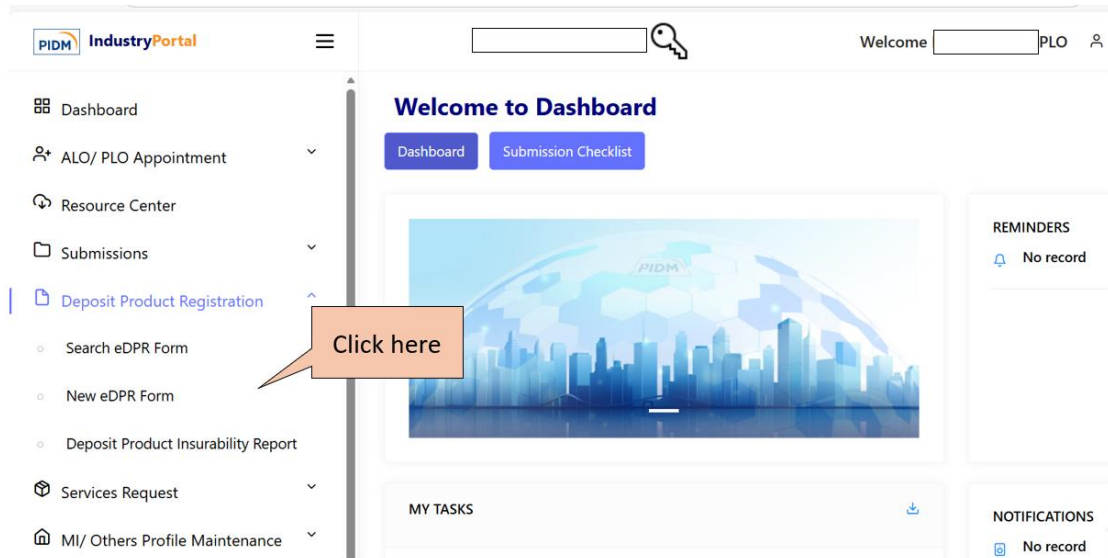 PIDM IndustryPortal
Welcome PLO
Dashboard
ALO/ PLO Appointment
Resource Center
Submissions
Deposit Product Registration
Search eDPR Form
New eDPR Form
Deposit Product Insurability Report
Services Request
MI/ Others Profile Maintenance
Click here
Welcome to Dashboard
Dashboard Submission Checklist
PIDM
REMINDERS
No record
MY TASKS
NOTIFICATIONS
No record